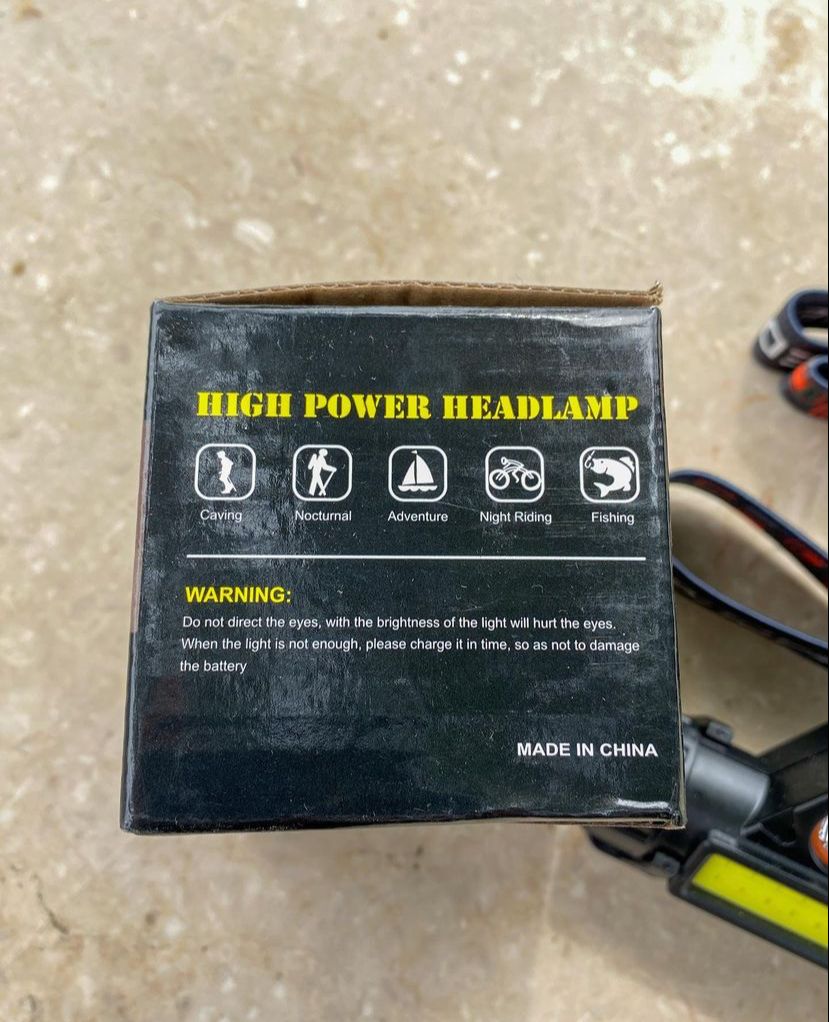 HIGH POWER HEADLAMP
Caving Nocturnal Adventure Night Riding Fishing
WARNING:
Do not direct the eyes, with the brightness of the light will hurt the eyes.
When the light is not enough, please charge it in time, so as not to damage
the battery
MADE IN CHINA